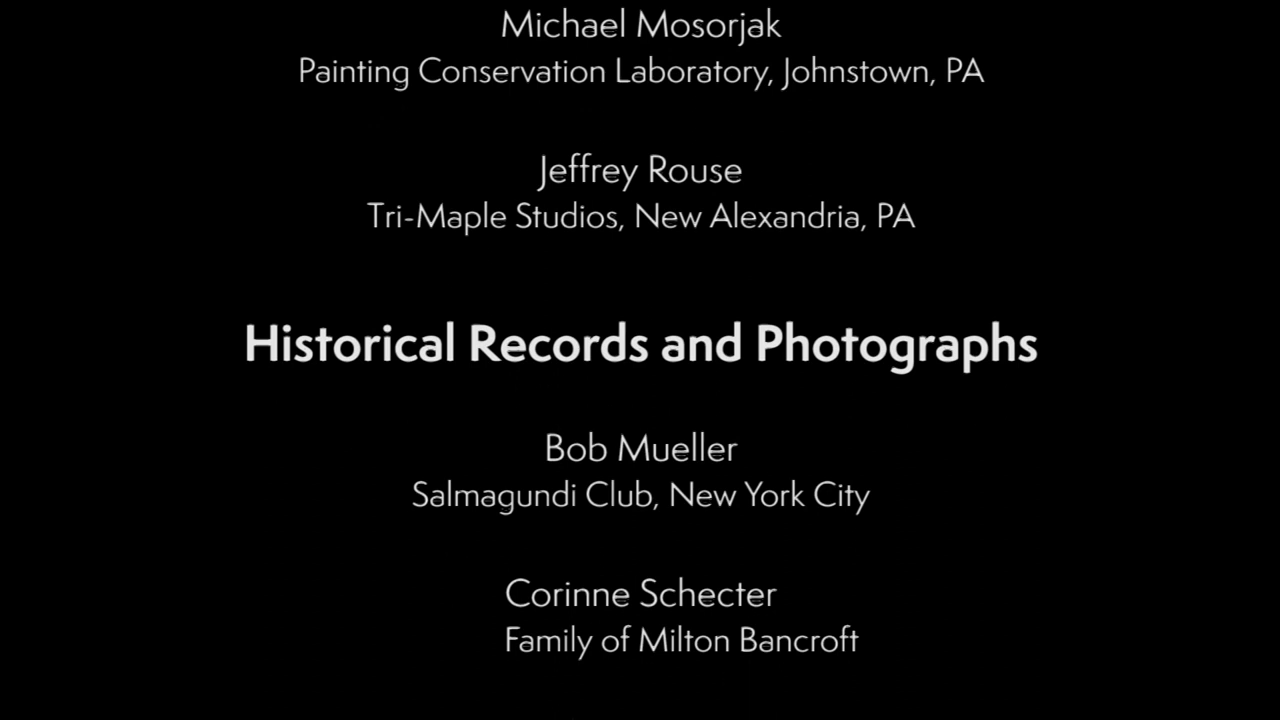 Michael Mosorjak
Painting Conservation Laboratory, Johnstown, PA
Jeffrey Rouse
Tri-Maple Studios, New Alexandria, PA
Historical Records and Photographs
Bob Mueller
Salmagundi Club, New York City
Corinne Schecter
Family of Milton Bancroft